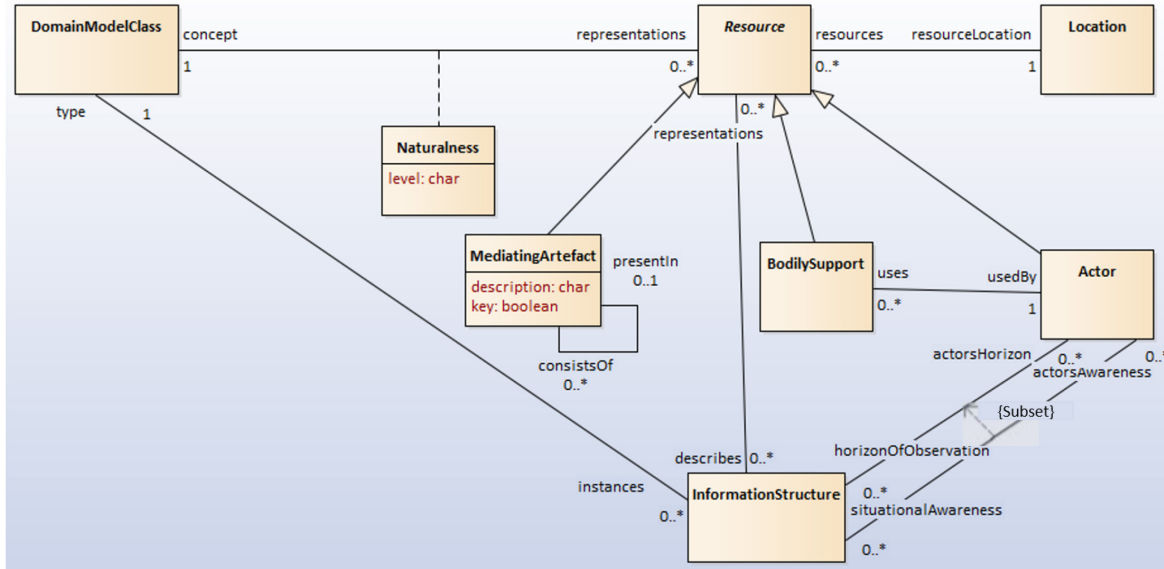 DomainModelClass
concept
representations
Resource
resources
resourceLocation
Location
1
0..*
0..*
1
type
1
0..*
representations
Naturalness
level: char
MediatingArtefact
description: char
key: boolean
presentIn
0..1
consistsOf
0..*
BodilySupport
uses
0..*
usedBy
1
Actor
actorsHorizon
0..*
0..*
actorsAwareness
{Subset}
horizonOfObservation
describes
0..*
instances
0..*
InformationStructure
0..*
situationalAwareness
0..*